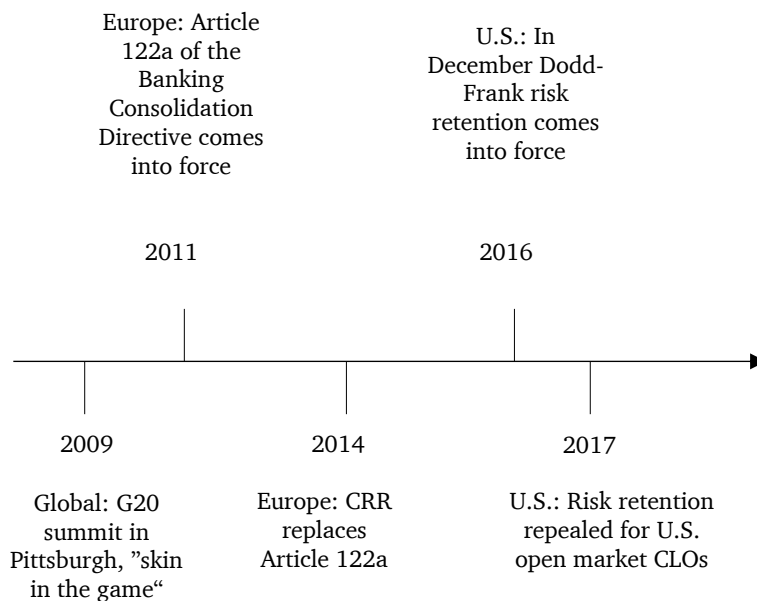 Europe: Article
122a of the
Banking
Consolidation
Directive comes
into force
U.S.: In
December Dodd-
Frank risk
retention comes
into force
2011
2016
2009
2014
2017
Global: G20
summit in
Pittsburgh, ”skin
in the game“
Europe: CRR
replaces
Article 122a
U.S.: Risk retention
repealed for U.S.
open market CLOs